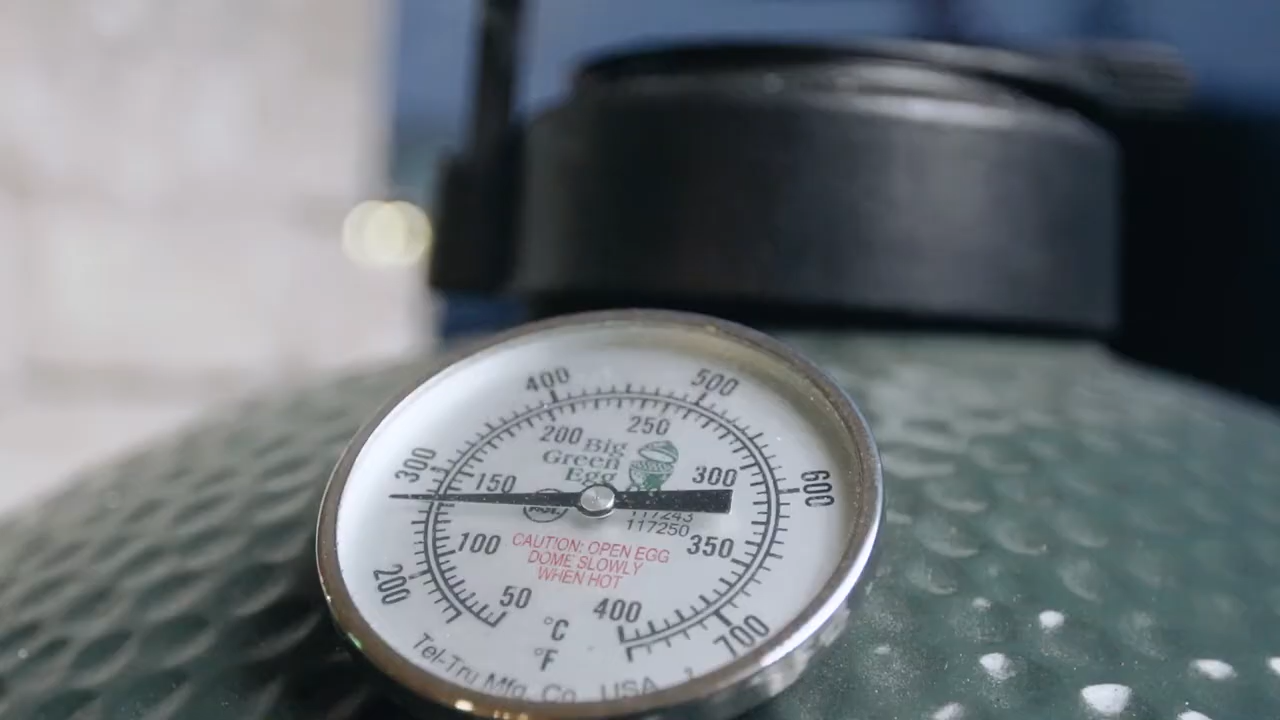 400
500
300
600
200
700
200
250
150
300
100
350
50
400
Big
Green
Egg
117243
117250
CAUTION: OPEN EGG
DOME SLOWLY
WHEN HOT
°C
°F
Tel-Tru Mfg. Co. USA